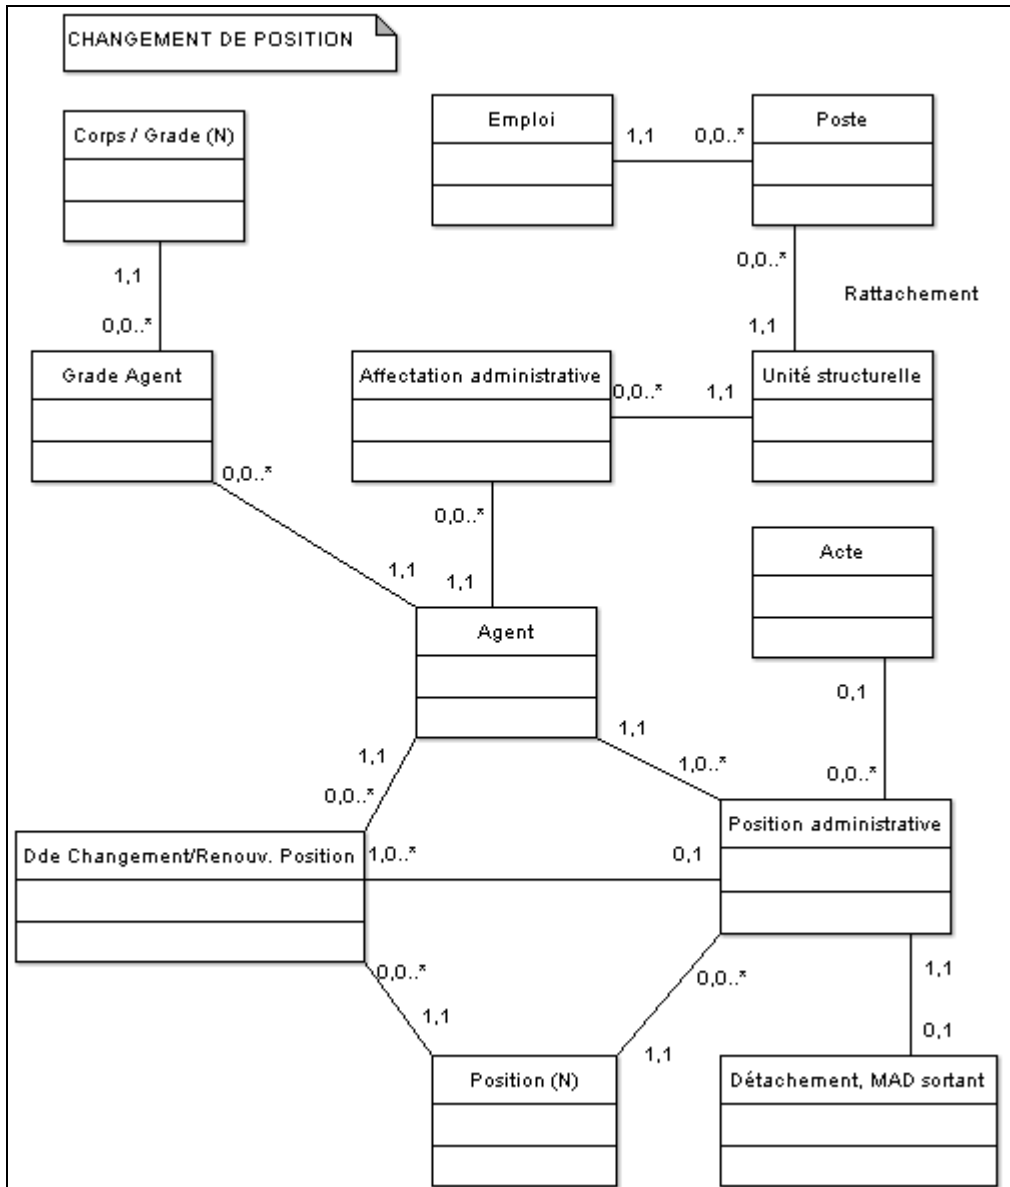 CHANGEMENT DE POSITION
Corps / Grade (N)
Emploi
Poste
1,1
0,0..*
0,0..*
1,1
Rattachement
0,0..*
1,1
Grade Agent
Affectation administrative
Unité structurelle
0,0..*
1,1
0,0..*
0,0..*
Acte
1,1
1,1
Agent
0,1
1,1
1,1
1,0..*
0,0..*
0,0..*
Position administrative
Dde Changement/Renouv. Position
1,0..*
0,1
0,0..*
0,0..*
1,1
1,1
0,1
1,1
Position (N)
Détachement, MAD sortant